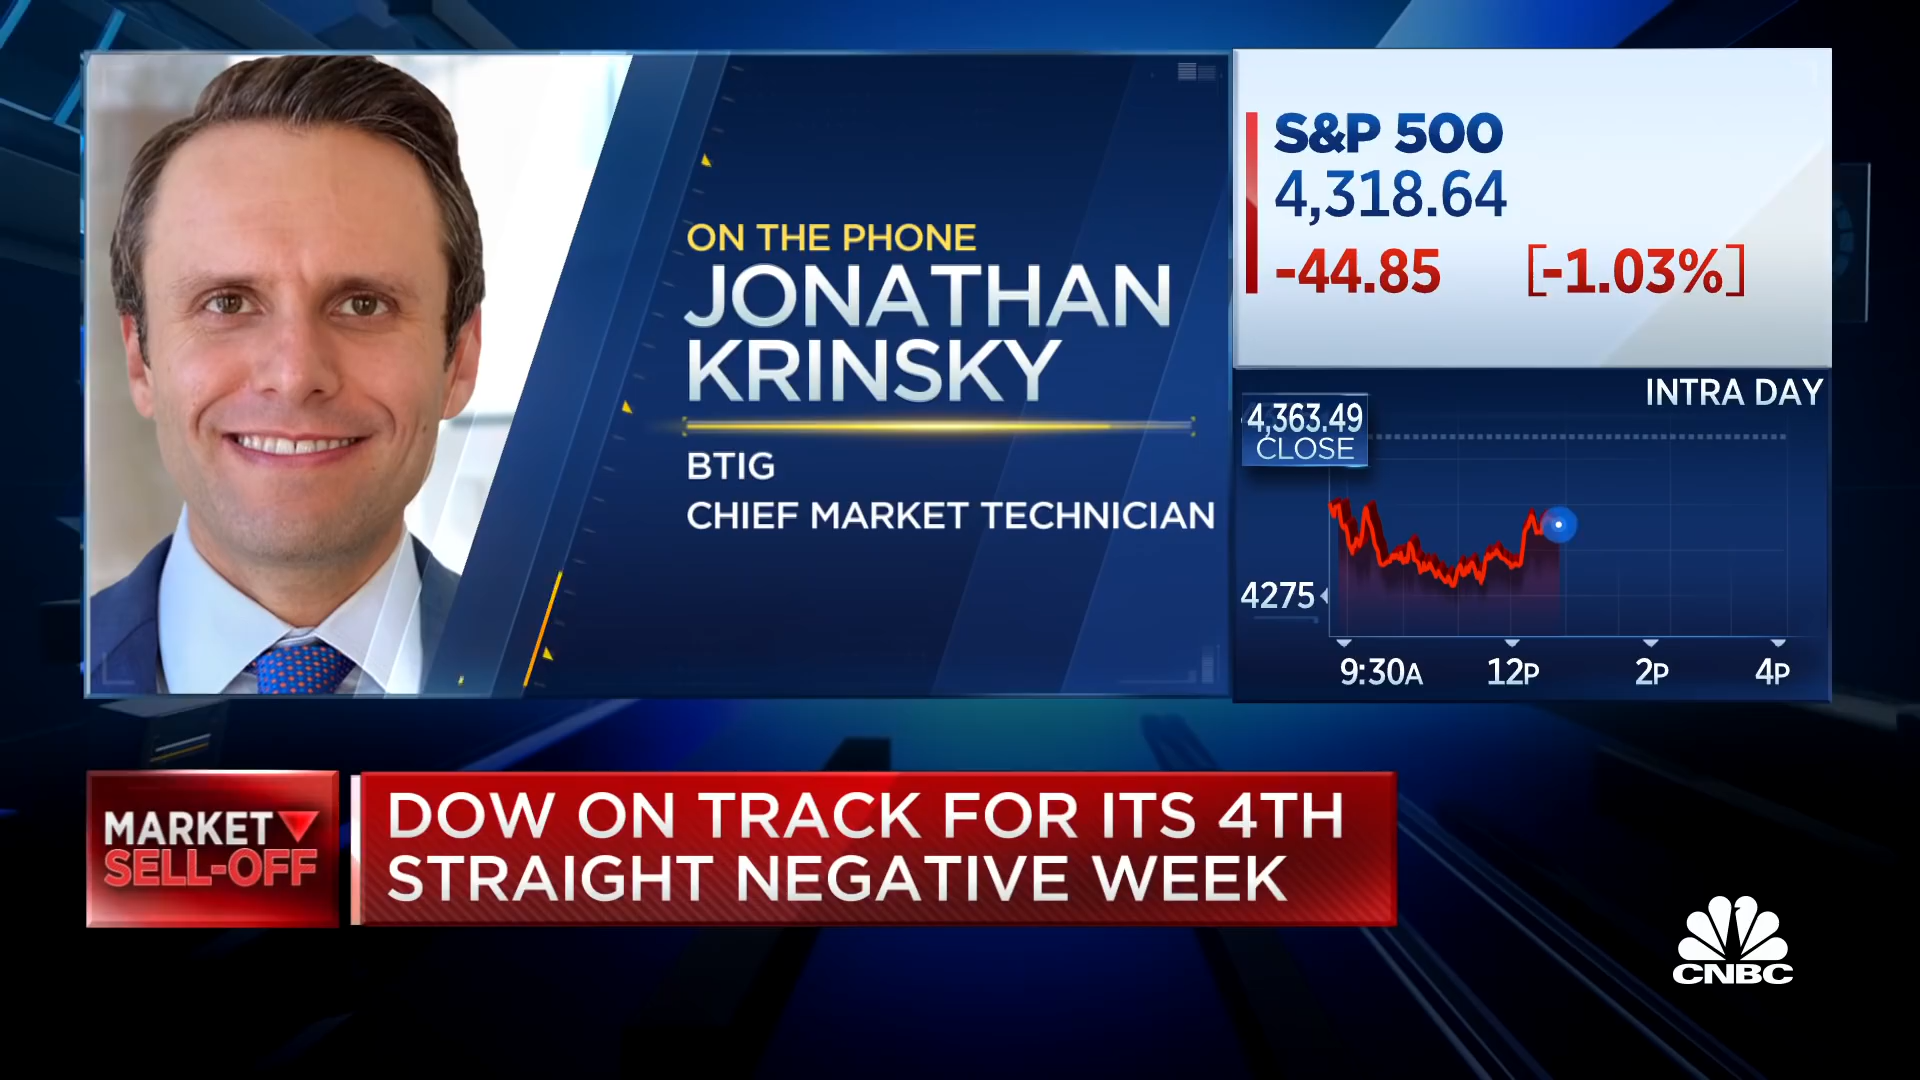 ON THE PHONE
JONATHAN
KRINSKY
BTIG
CHIEF MARKET TECHNICIAN
S&P 500
4,318.64
-44.85 [-1.03%]
INTRA DAY
4,363.49
CLOSE
4275
9:30A 12P 2P 4P
MARKET
SELL-OFF
DOW ON TRACK FOR ITS 4TH
STRAIGHT NEGATIVE WEEK
CNBC